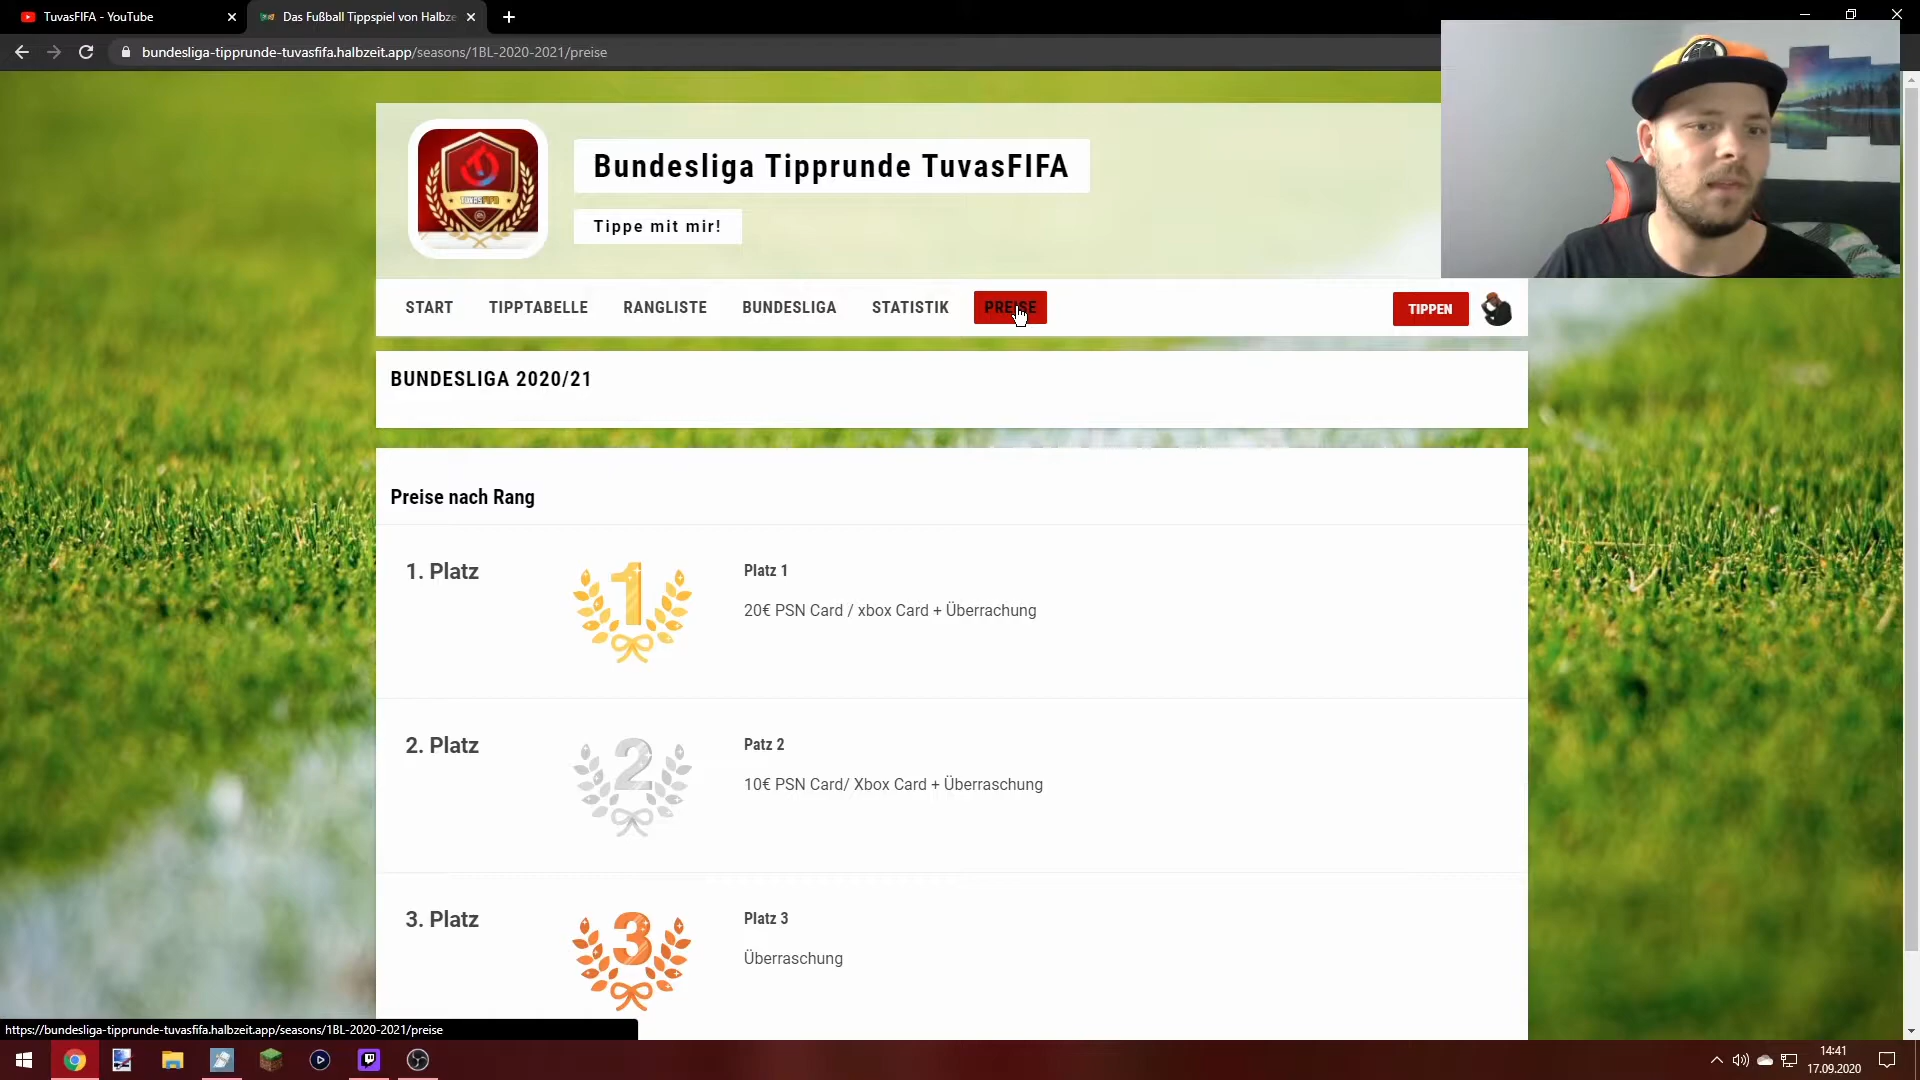 TuvasFIFA - YouTube
Das Fußball Tippspiel von Halbze
bundesliga-tipprunde-tuvasfifa.halbzeit.app/seasons/1BL-2020-2021/preise
TUVASFIFA
Bundesliga Tipprunde TuvasFIFA
Tippe mit mir!
START TIPPTABELLE RANGLISTE BUNDESLIGA STATISTIK PREISE TIPPEN
BUNDESLIGA 2020/21
Preise nach Rang
1. Platz
1
Platz 1
20€ PSN Card / xbox Card + Überrachung
2. Platz
2
Patz 2
10€ PSN Card/ Xbox Card + Überraschung
3. Platz
3
Platz 3
Überraschung
https://bundesliga-tipprunde-tuvasfifa.halbzeit.app/seasons/1BL-2020-2021/preise
14:41
17.09.2020